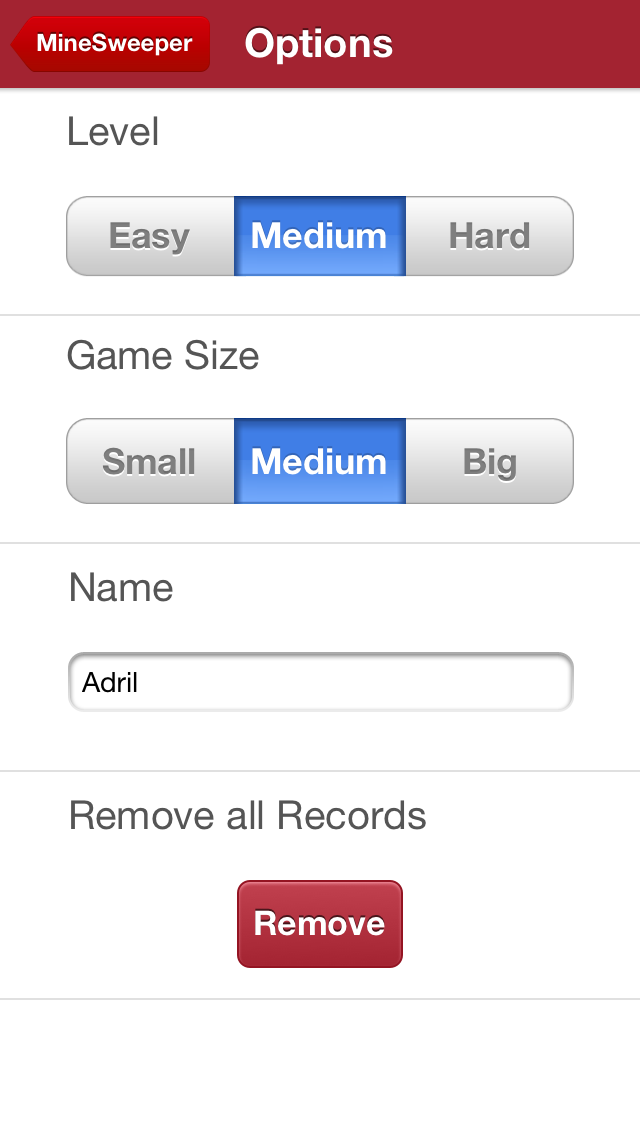 MineSweeper Options
Level
Easy Medium Hard
Game Size
Small Medium Big
Name
Adril
Remove all Records
Remove